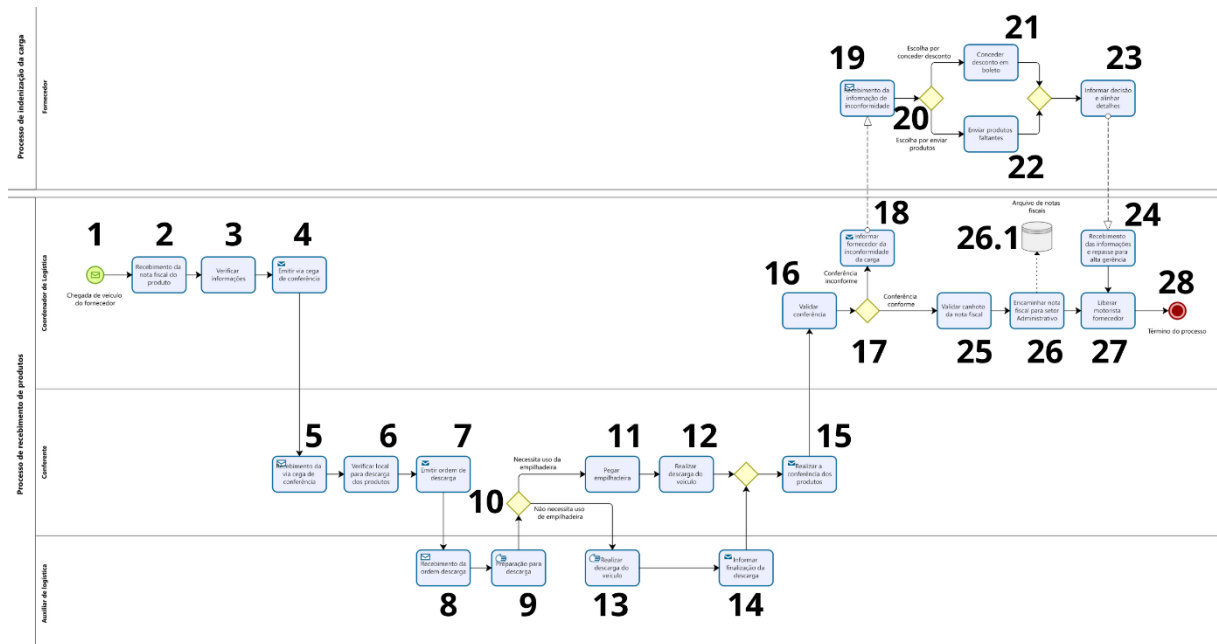 Processo de indenização da carga
Fornecedor
19
Recebimento da
informação de
inconformidade
20
Escolha por
conceder desconto
Escolha por enviar
produtos
21
Conceder
desconto em
boleto
Enviar produtos
faltantes
22
23
Informar decisão
e alinhar
detalhes
Processo de recebimento de produtos
Coordenador de Logística
1
Chegada de veículo
do fornecedor
2
Recebimento da
nota fiscal do
produto
3
Verificar
informações
4
Emitir via cega
de conferência
16
Validar
conferência
17
Conferência
inconforme
Conferência
conforme
18
Informar
fornecedor da
inconformidade
da carga
25
Validar canhoto
da nota fiscal
Arquivo de notas
fiscais
26.1
Encaminhar nota
fiscal para setor
Administrativo
26
24
Recebimento
das informações
e repasse para
alta gerência
Liberar
motorista
fornecedor
27
28
Término do processo
Conferente
5
Recebimento da
via cega de
conferência
6
Verificar local
para descarga
dos produtos
7
Emitir ordem de
descarga
10
Necessita uso da
empilhadeira
Não necessita uso
de empilhadeira
11
Pegar
empilhadeira
12
Realizar
descarga do
veículo
15
Realizar a
conferência dos
produtos
Auxiliar de logística
Recebimento da
ordem descarga
8
Preparação para
descarga
9
Realizar
descarga do
veículo
13
Informar
finalização da
descarga
14